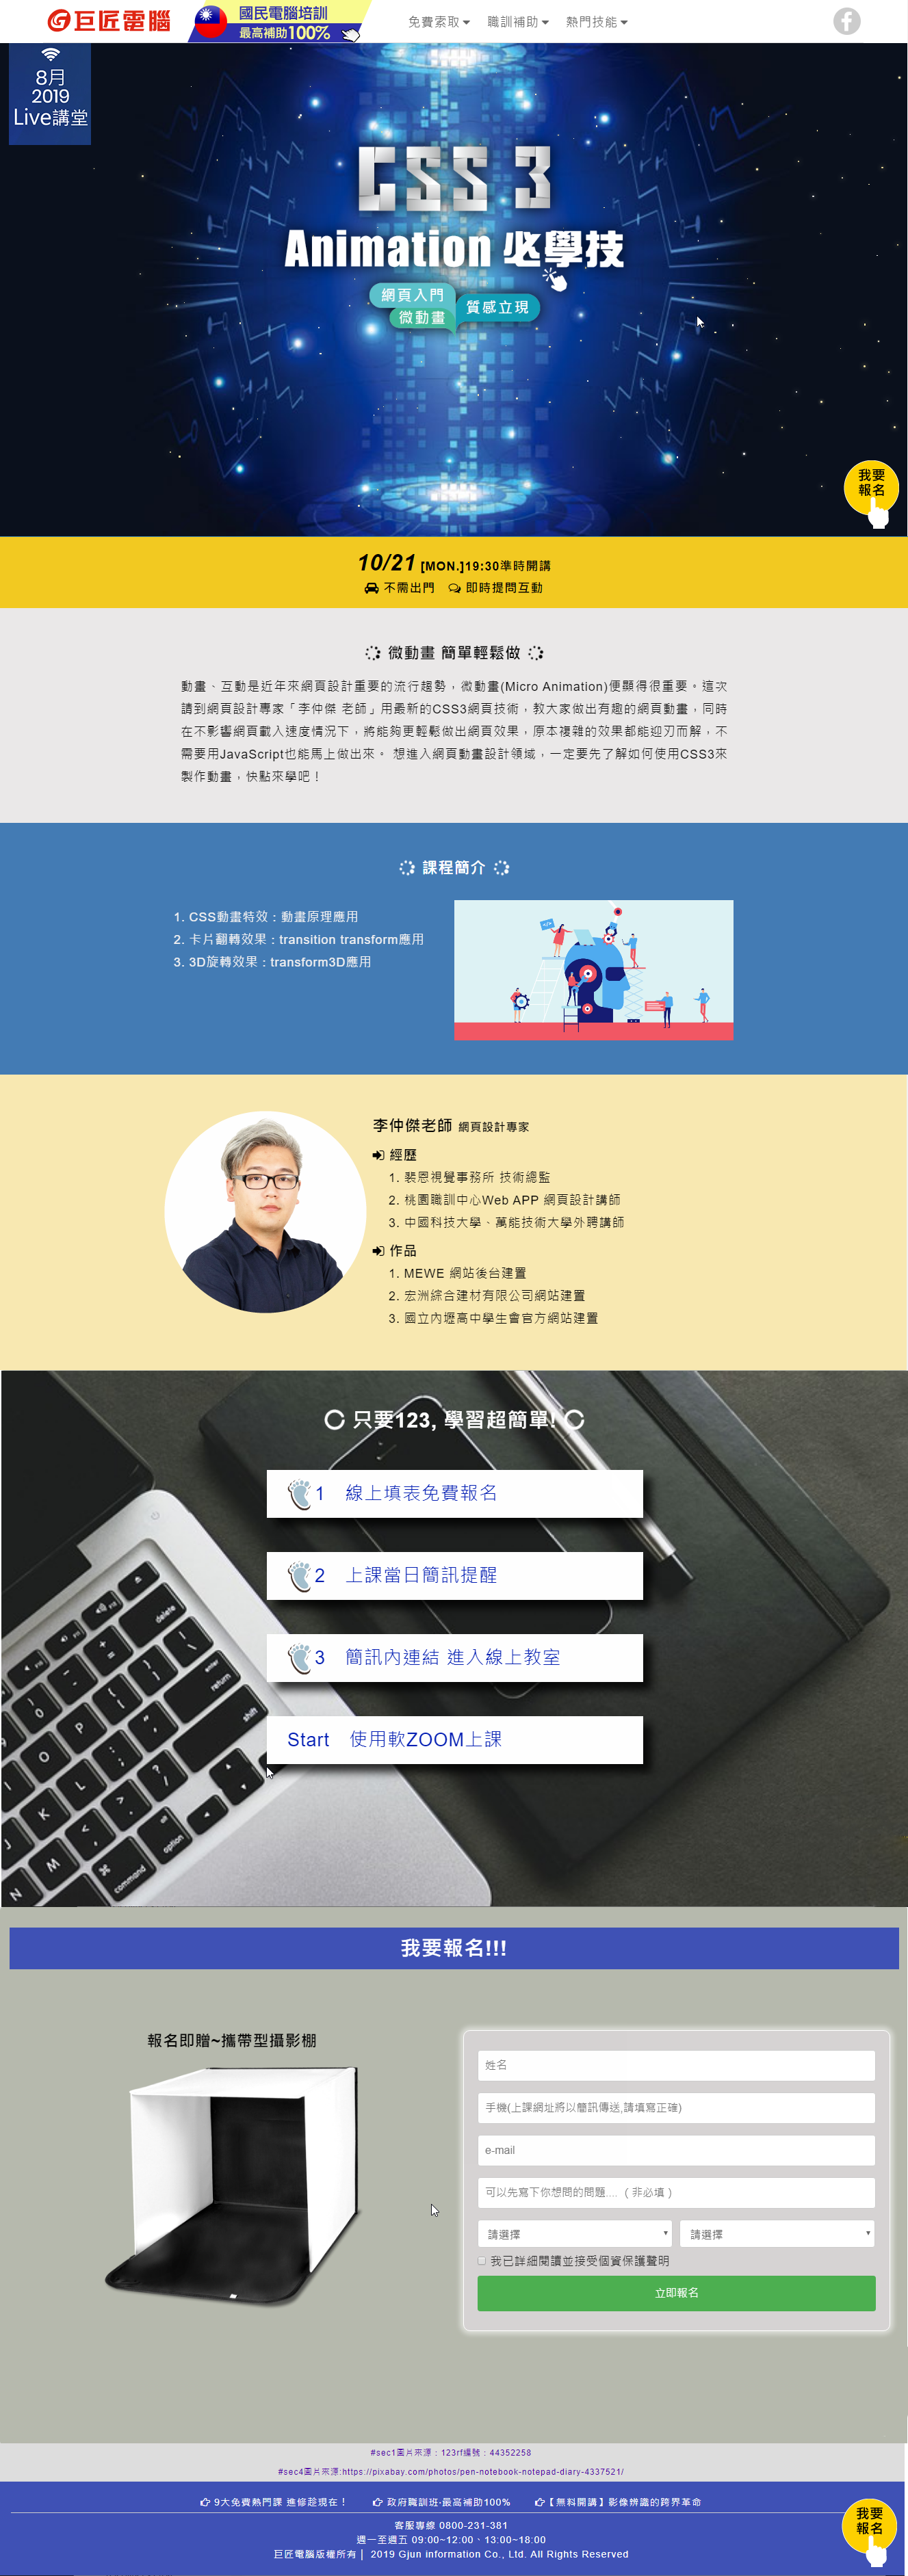 巨匠電腦
國民電腦培訓
最高補助100%
免費索取
職訓補助
熱門技能
8月
2019
Live講堂
CSS 3
Animation 必學技
網頁入門
質感立現
微動畫
我要
報名
10/21 [MON.]19:30準時開講
不需出門 即時提問互動
微動畫 簡單輕鬆做
動畫、互動是近年來網頁設計重要的流行趨勢，微動畫(Micro Animation)便顯得很重要。這次
請到網頁設計專家「李仲傑 老師」用最新的CSS3網頁技術，教大家做出有趣的網頁動畫，同時
在不影響網頁載入速度情況下，將能夠更輕鬆做出網頁效果，原本複雜的效果都能迎刃而解，不
需要用JavaScript也能馬上做出來。 想進入網頁動畫設計領域，一定要先了解如何使用CSS3來
製作動畫，快點來學吧！
課程簡介
1. CSS動畫特效：動畫原理應用
2. 卡片翻轉效果：transition transform應用
3. 3D旋轉效果：transform3D應用
李仲傑老師 網頁設計專家
經歷
1. 裴恩視覺事務所 技術總監
2. 桃園職訓中心Web APP 網頁設計講師
3. 中國科技大學、萬能技術大學外聘講師
作品
1. MEWE 網站後台建置
2. 宏洲綜合建材有限公司網站建置
3. 國立內壢高中學生會官方網站建置
只要123, 學習超簡單!
1 線上填表免費報名
2 上課當日簡訊提醒
3 簡訊內連結 進入線上教室
Start 使用軟ZOOM上課
我要報名!!!
報名即贈~攜帶型攝影棚
姓名
手機(上課網址將以簡訊傳送,請填寫正確)
e-mail
可以先寫下你想問的問題....（非必填）
請選擇 請選擇
我已詳細閱讀並接受個資保護聲明
立即報名
#sec1圖片來源：123rf編號：44352258
#sec4圖片來源:https://pixabay.com/photos/pen-notebook-notepad-diary-4337521/
9大免費熱門課 進修趁現在！ 政府職訓班‧最高補助100% 【無料開講】影像辨識的跨界革命
客服專線 0800-231-381
週一至週五 09:00~12:00、13:00~18:00
巨匠電腦版權所有 | 2019 Gjun information Co., Ltd. All Rights Reserved
我要
報名